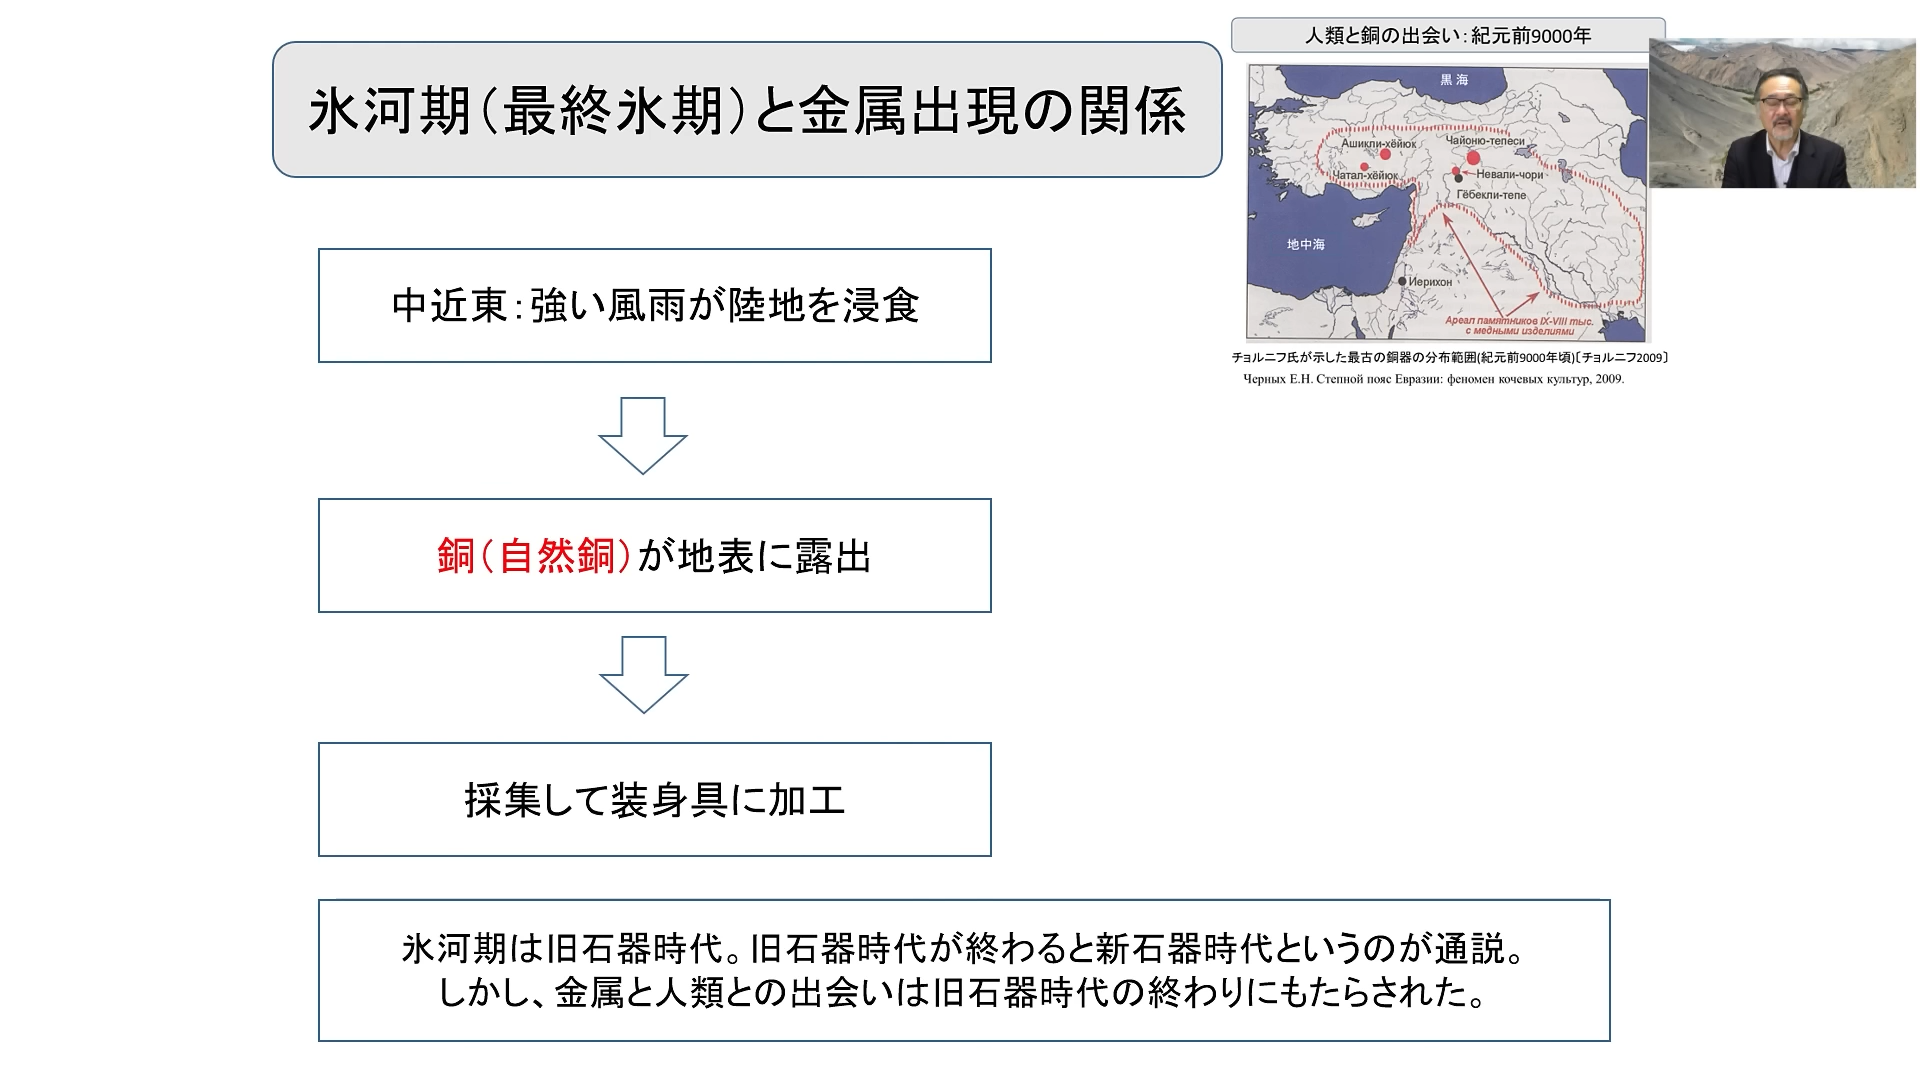 氷河期（最終氷期）と金属出現の関係
中近東：強い風雨が陸地を浸食
銅（自然銅）が地表に露出
採集して装身具に加工
氷河期は旧石器時代。旧石器時代が終わると新石器時代というのが通説。
しかし、金属と人類との出会いは旧石器時代の終わりにもたらされた。
人類と銅の出会い：紀元前9000年
黒海
Ашикли-хёйюк
Чайоню-тепеси
Чатал-хёйюк
Невали-чори
Гёбекли-тепе
地中海
Иерихон
Ареал памятников IX-VIII тыс.
с медными изделиями
チョルニフ氏が示した最古の銅器の分布範囲(紀元前9000年頃)〔チョルニフ2009〕
Черных Е.Н. Степной пояс Евразии: феномен кочевых культур, 2009.